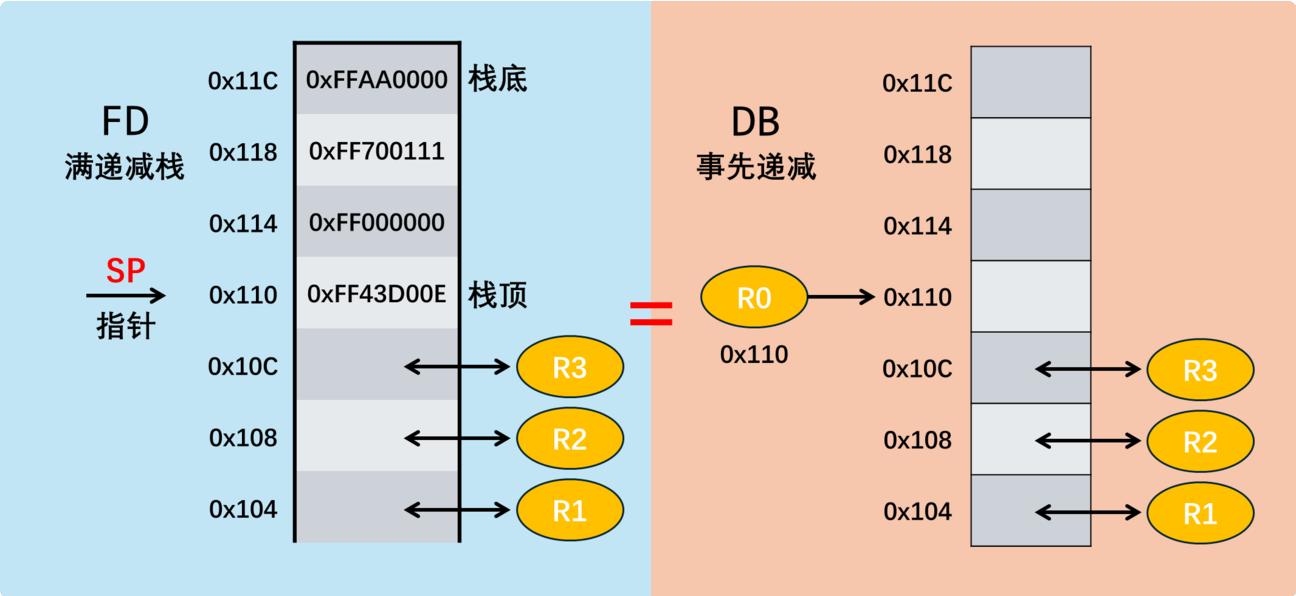 FD
满递减栈
SP
指针
0x11C 0xFFAA0000 栈底
0x118 0xFF700111
0x114 0xFF000000
0x110 0xFF43D00E 栈顶
0x10C R3
0x108 R2
0x104 R1
=
DB
事先递减
R0
0x110
0x11C
0x118
0x114
0x110
0x10C R3
0x108 R2
0x104 R1